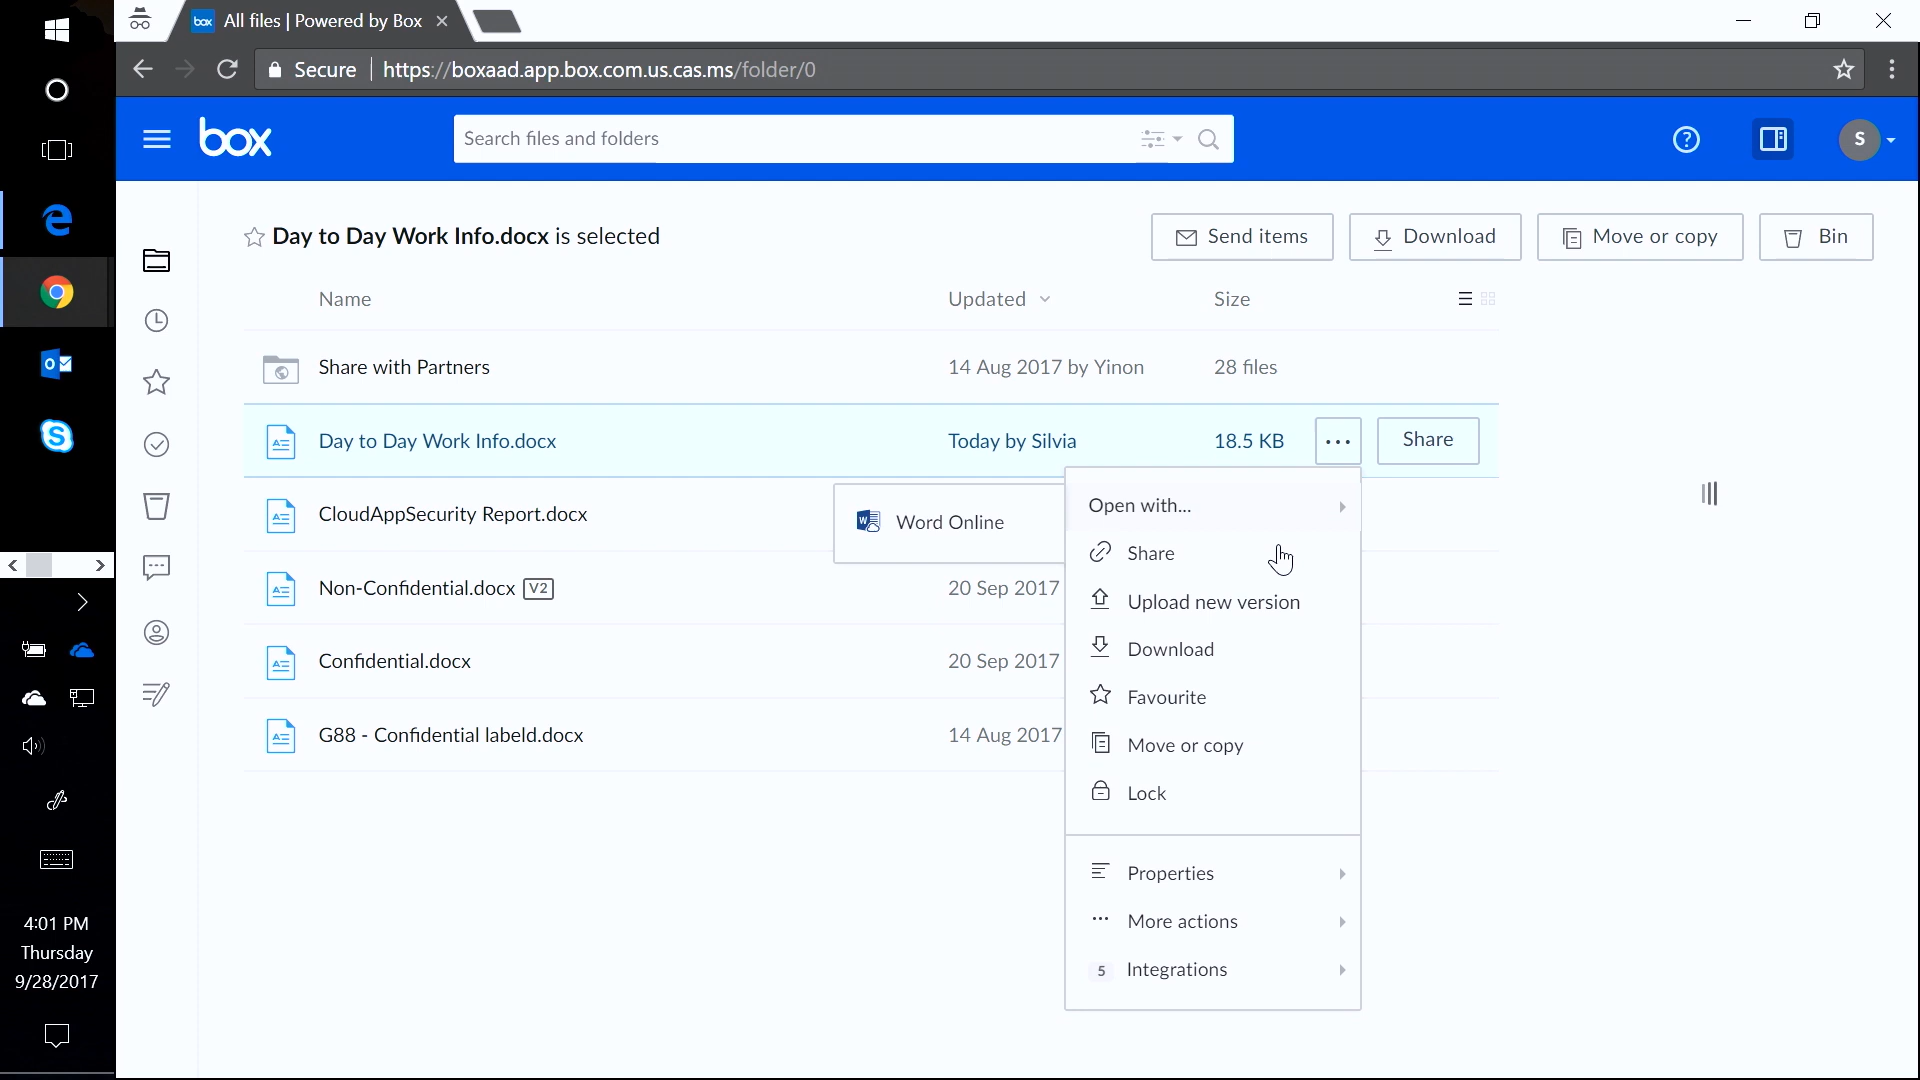 box All files | Powered by Box
Secure https://boxaad.app.box.com.us.cas.ms/folder/0
box
Search files and folders
?
S
Day to Day Work Info.docx is selected
Send items
Download
Move or copy
Bin
Name Updated Size
Share with Partners 14 Aug 2017 by Yinon 28 files
Day to Day Work Info.docx Today by Silvia 18.5 KB ... Share
CloudAppSecurity Report.docx
Non-Confidential.docx V2 20 Sep 2017
Confidential.docx 20 Sep 2017
G88 - Confidential labeld.docx 14 Aug 2017
Word Online
Open with...
Share
Upload new version
Download
Favourite
Move or copy
Lock
Properties
More actions
5 Integrations
4:01 PM
Thursday
9/28/2017